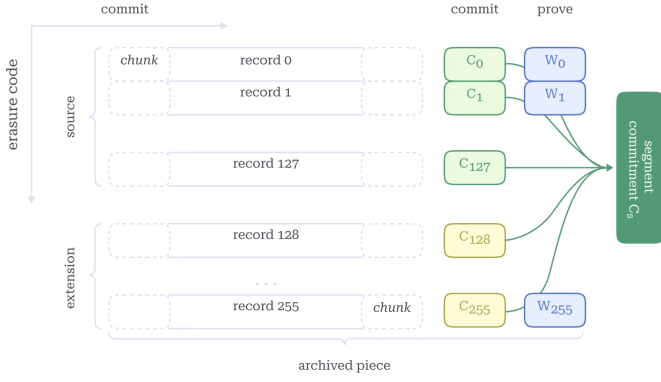 commit
commit
prove
erasure code
source
chunk
record 0
C0
W0
record 1
C1
W1
record 127
C127
segment
commitment Cs
extension
record 128
C128
...
record 255
chunk
C255
W255
archived piece